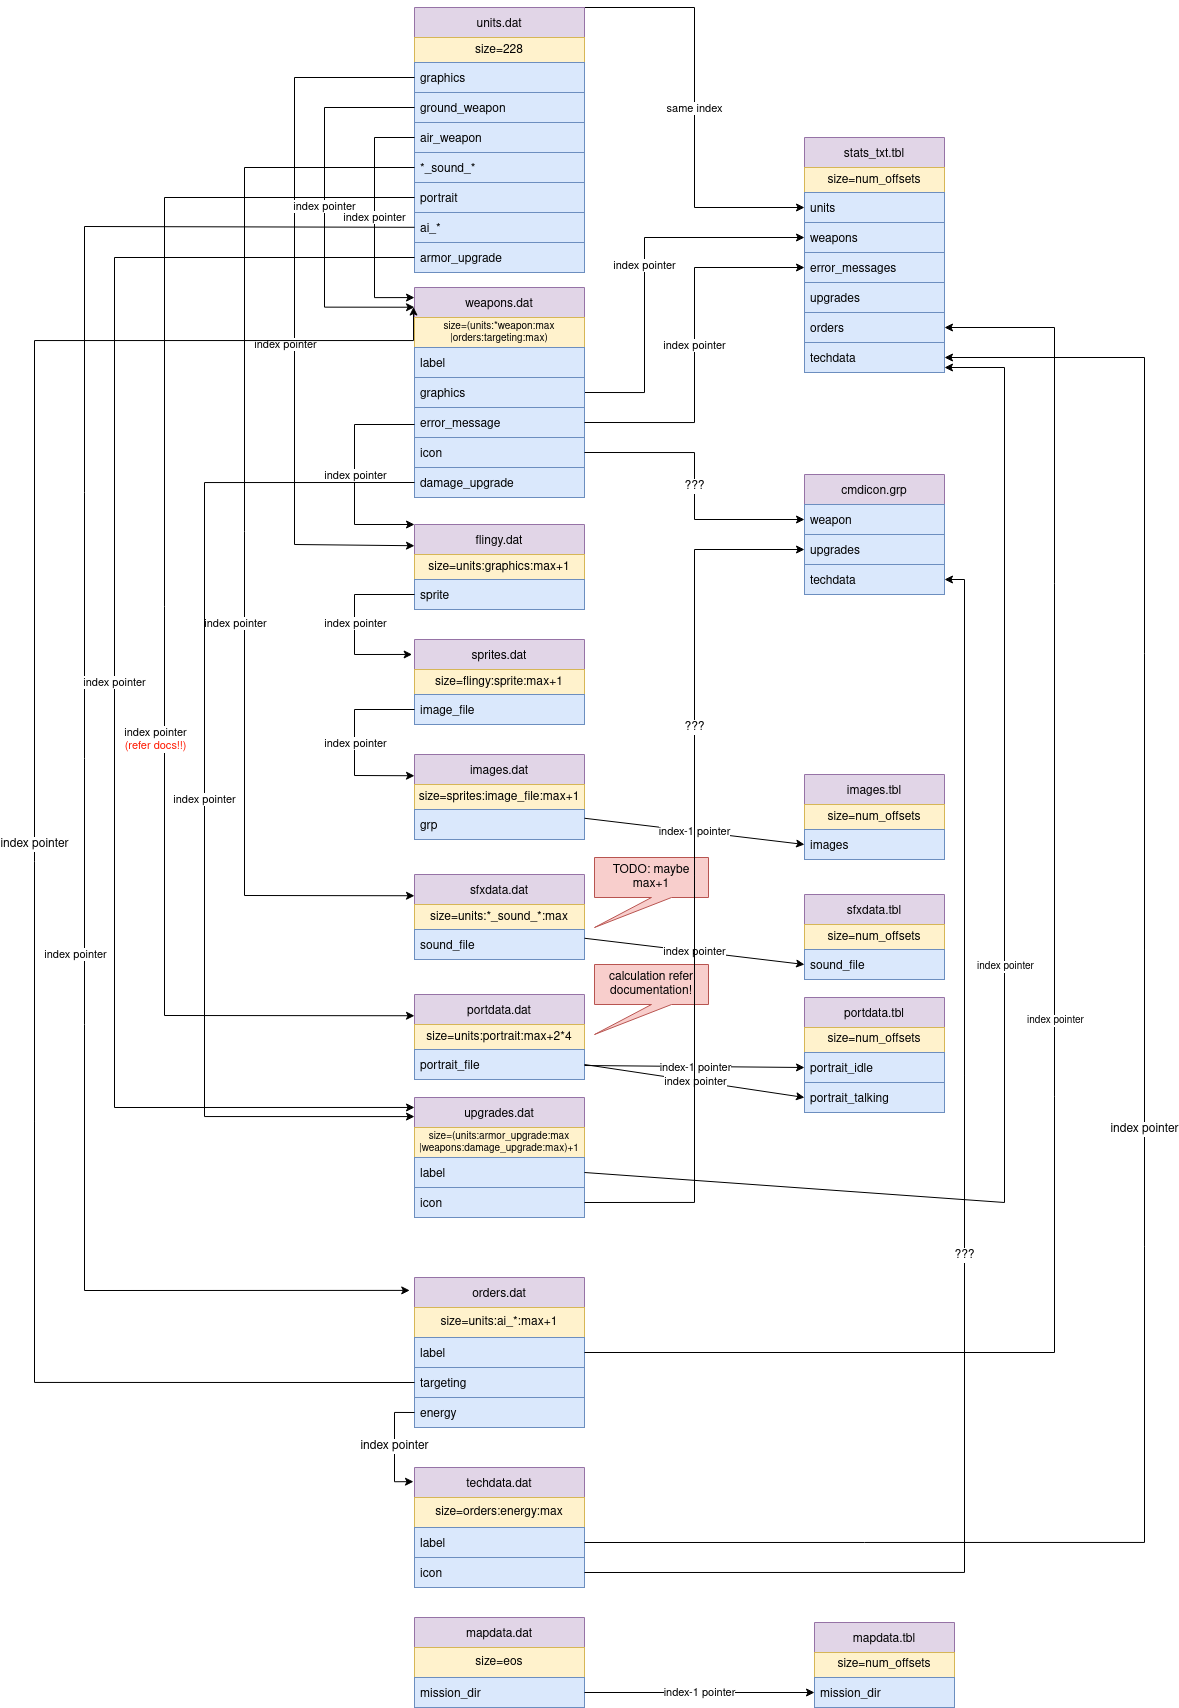 units.dat
size=228
graphics
ground_weapon
air_weapon
*_sound_*
portrait
ai_*
armor_upgrade
same index
index pointer
index pointer
index pointer
weapons.dat
size=(units:*weapon:max
|orders:targeting:max)
label
graphics
error_message
icon
damage_upgrade
index pointer
index pointer
index pointer
???
stats_txt.tbl
size=num_offsets
units
weapons
error_messages
upgrades
orders
techdata
cmdicon.grp
weapon
upgrades
techdata
flingy.dat
size=units:graphics:max+1
sprite
index pointer
index pointer
sprites.dat
size=flingy:sprite:max+1
image_file
index pointer
index pointer
index pointer
(refer docs!!)
???
images.dat
size=sprites:image_file:max+1
grp
index pointer
index-1 pointer
images.tbl
size=num_offsets
images
index pointer
TODO: maybe
max+1
sfxdata.dat
size=units:*_sound_*:max
sound_file
index pointer
sfxdata.tbl
size=num_offsets
sound_file
index pointer
index pointer
calculation refer
documentation!
portdata.dat
size=units:portrait:max+2*4
portrait_file
index-1 pointer
index pointer
portdata.tbl
size=num_offsets
portrait_idle
portrait_talking
index pointer
upgrades.dat
size=(units:armor_upgrade:max
|weapons:damage_upgrade:max)+1
label
icon
index pointer
???
orders.dat
size=units:ai_*:max+1
label
targeting
energy
index pointer
techdata.dat
size=orders:energy:max
label
icon
mapdata.dat
size=eos
mission_dir
index-1 pointer
mapdata.tbl
size=num_offsets
mission_dir